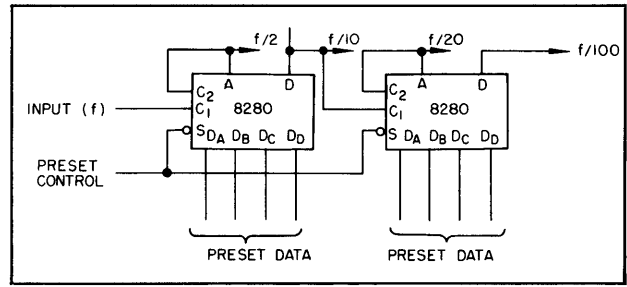 f/2
f/10
f/20
f/100
A
D
A
D
C2
C1
8280
S
DA DB DC DD
C2
C1
8280
S
DA DB DC DD
INPUT (f)
PRESET CONTROL
PRESET DATA
PRESET DATA